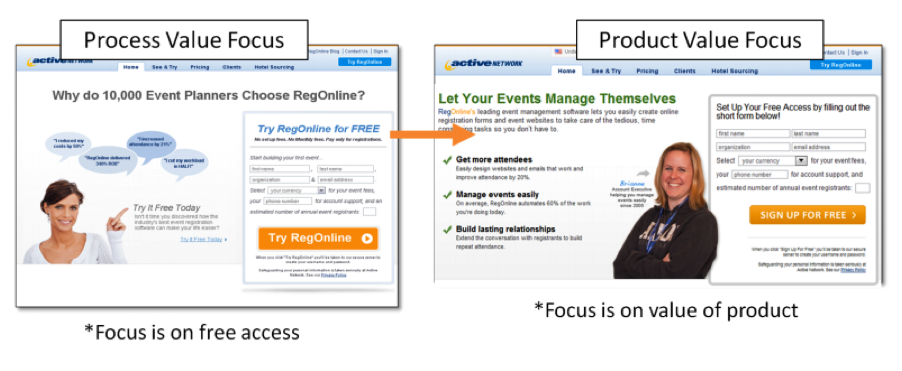 Process Value Focus
RegOnline Blog | Contact Us | Sign In
active NETWORK
Try RegOnline
Home See & Try Pricing Clients Hotel Sourcing
Why do 10,000 Event Planners Choose RegOnline?
"I reduced my
costs by 50%"
"I increased
attendance by 21%"
"RegOnline delivered
348% ROI"
"I cut my workload
in HALF!"
Try It Free Today
Isn't it time you discovered how the
industry's best event registration
software can make your life easier?
Try It Free Today >
Try RegOnline for FREE
No set up fees. No Monthly fees. Pay only for registrations.
Start building your first event...
first name , last name ,
organization & email address .
Select your currency for your event fees,
your phone number for account support, and an
estimated number of annual event registrants:
Try RegOnline
When you click "Try RegOnline" you'll be taken to our secure server to
create your username and password.
Safeguarding your personal information is taken seriously at Active
Network. See our Privacy Policy
*Focus is on free access
Product Value Focus
Contact Us | Sign In
active NETWORK
Try RegOnline
Home See & Try Pricing Clients Hotel Sourcing
Let Your Events Manage Themselves
RegOnline's leading event management software lets you easily create online
registration forms and event websites to take care of the tedious, time
consuming tasks so you don't have to.
Get more attendees
Easily design websites and emails that work and
improve attendance by 20%.
Manage events easily
On average, RegOnline automates 60% of the work
you're doing today.
Build lasting relationships
Extend the conversation with registrants to build
repeat attendance.
Brianna
Account Executive
helping you manage
events easily
since 2005
Set Up Your Free Access by filling out the
short form below!
first name last name
organization email address
Select your currency for your event fees,
your phone number for account support, and
estimated number of annual event registrants:
SIGN UP FOR FREE >
When you click "Sign Up For Free" you'll be taken to our secure
server to create your username and password.
Safeguarding your personal information is taken seriously at
Active Network. See our Privacy Policy
*Focus is on value of product